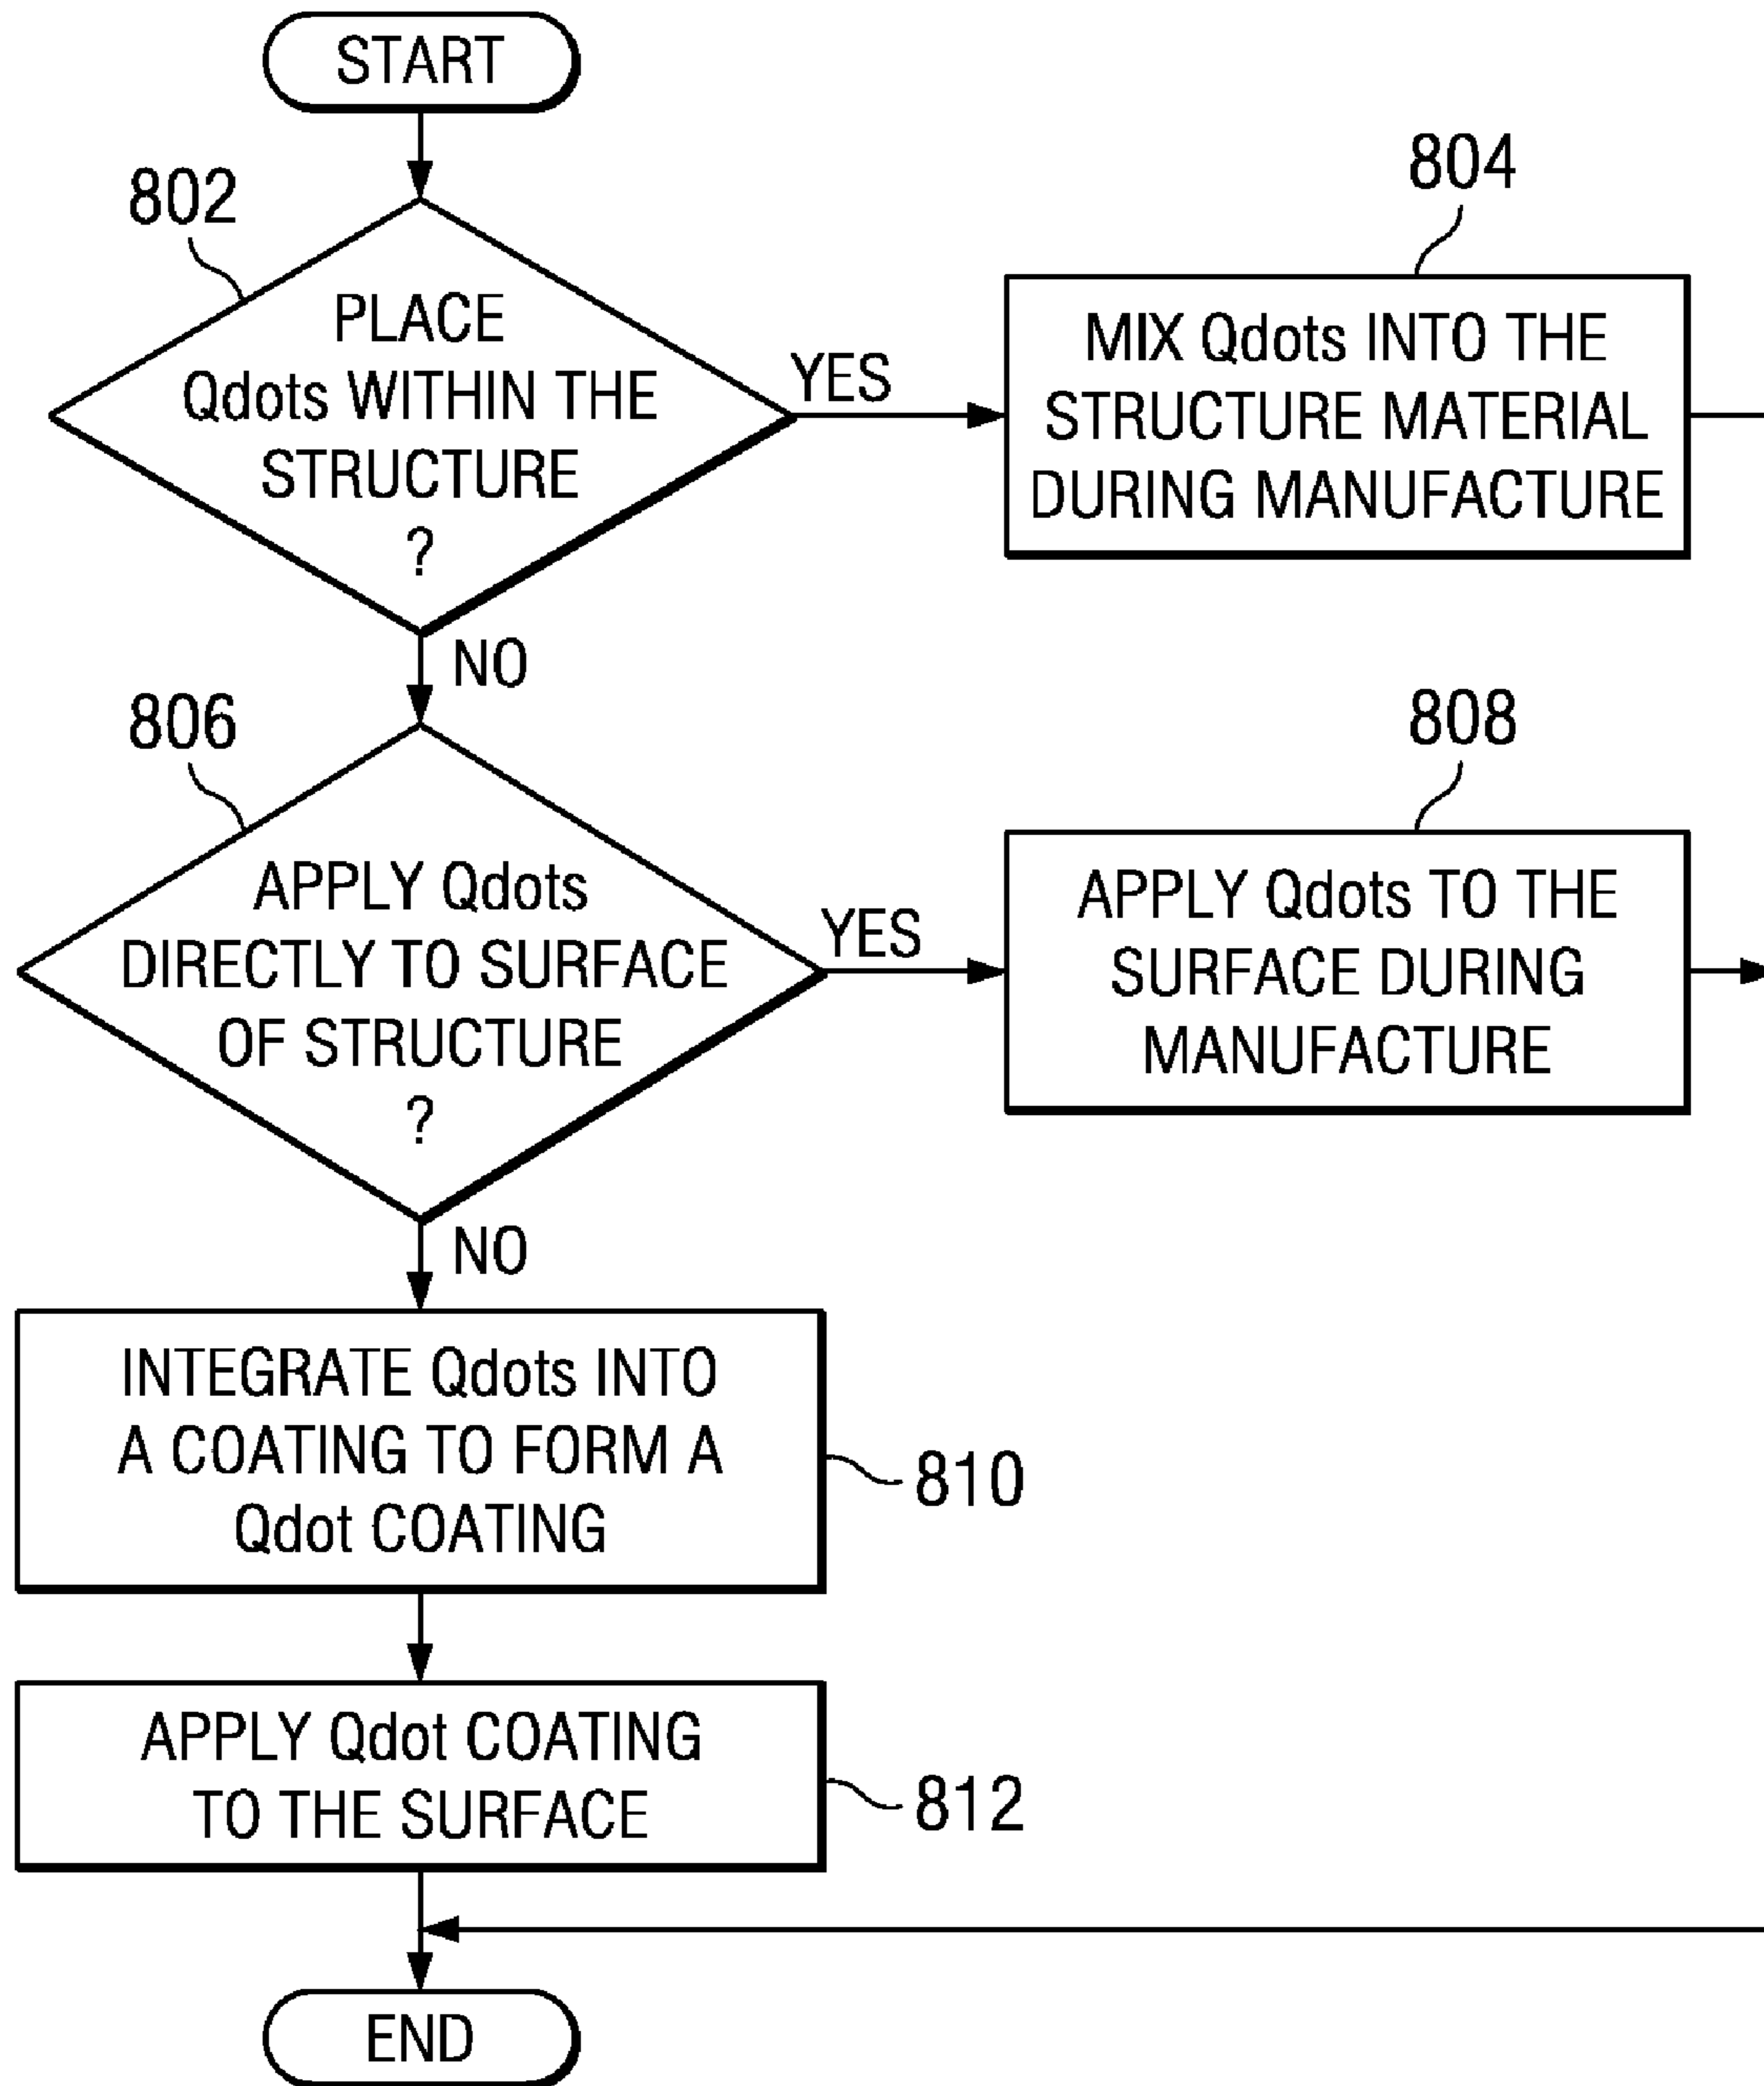 START
802
PLACE
Qdots WITHIN THE
STRUCTURE
?
YES
804
MIX Qdots INTO THE
STRUCTURE MATERIAL
DURING MANUFACTURE
NO
806
APPLY Qdots
DIRECTLY TO SURFACE
OF STRUCTURE
?
YES
808
APPLY Qdots TO THE
SURFACE DURING
MANUFACTURE
NO
INTEGRATE Qdots INTO
A COATING TO FORM A
Qdot COATING
810
APPLY Qdot COATING
TO THE SURFACE
812
END